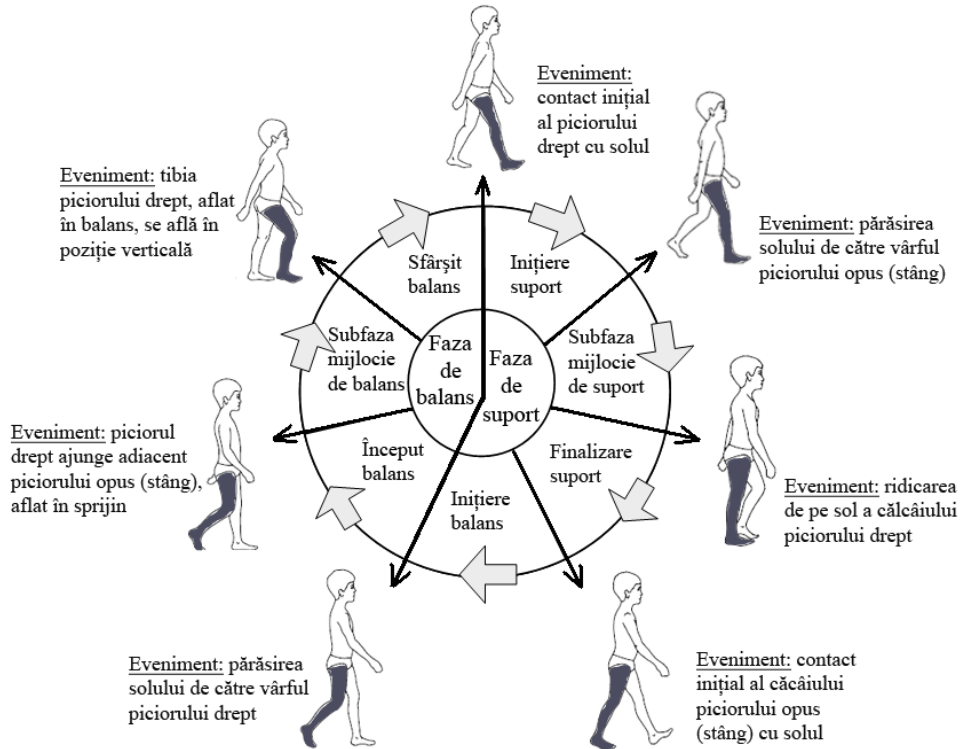 Eveniment:
contact inițial
al piciorului
drept cu solul
Eveniment: părăsirea
solului de către vârful
piciorului opus (stâng)
Eveniment: ridicarea
de pe sol a călcâiului
piciorului drept
Eveniment: contact
inițial al căcâiului
piciorului opus
(stâng) cu solul
Eveniment: părăsirea
solului de către vârful
piciorului drept
Eveniment: piciorul
drept ajunge adiacent
piciorului opus (stâng),
aflat în sprijin
Eveniment: tibia
piciorului drept, aflat
în balans, se află în
poziție verticală
Inițiere
suport
Subfaza
mijlocie
de suport
Finalizare
suport
Inițiere
balans
Început
balans
Subfaza
mijlocie
de balans
Sfârșit
balans
Faza
de
balans
Faza
de
suport